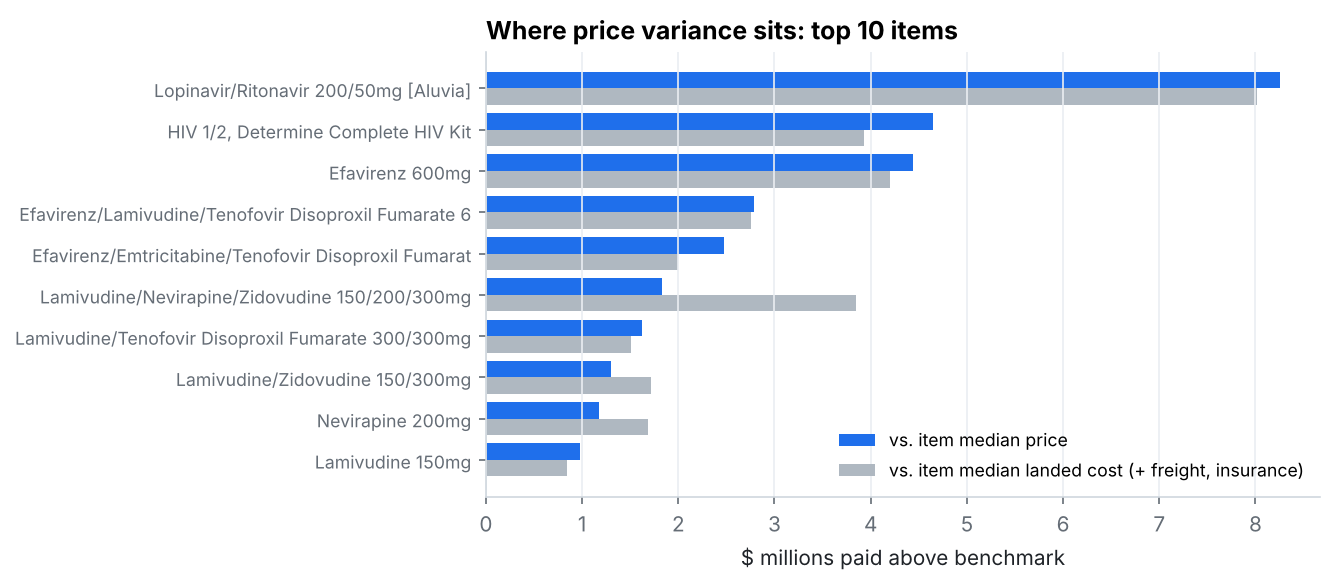 Where price variance sits: top 10 items
Lopinavir/Ritonavir 200/50mg [Aluvia]
HIV 1/2, Determine Complete HIV Kit
Efavirenz 600mg
Efavirenz/Lamivudine/Tenofovir Disoproxil Fumarate 6
Efavirenz/Emtricitabine/Tenofovir Disoproxil Fumarat
Lamivudine/Nevirapine/Zidovudine 150/200/300mg
Lamivudine/Tenofovir Disoproxil Fumarate 300/300mg
Lamivudine/Zidovudine 150/300mg
Nevirapine 200mg
Lamivudine 150mg
vs. item median price
vs. item median landed cost (+ freight, insurance)
0 1 2 3 4 5 6 7 8
$ millions paid above benchmark